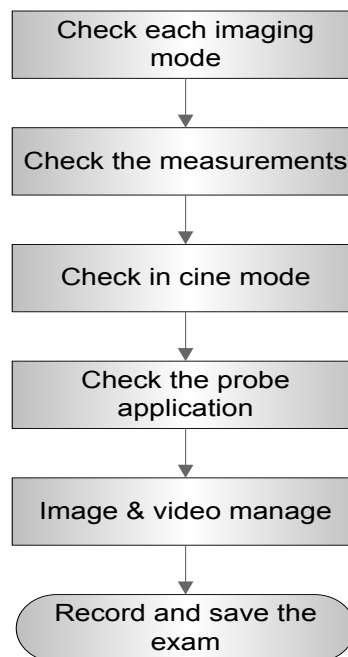 Check each imaging
mode
Check the measurements
Check in cine mode
Check the probe
application
Image & video manage
Record and save the
exam